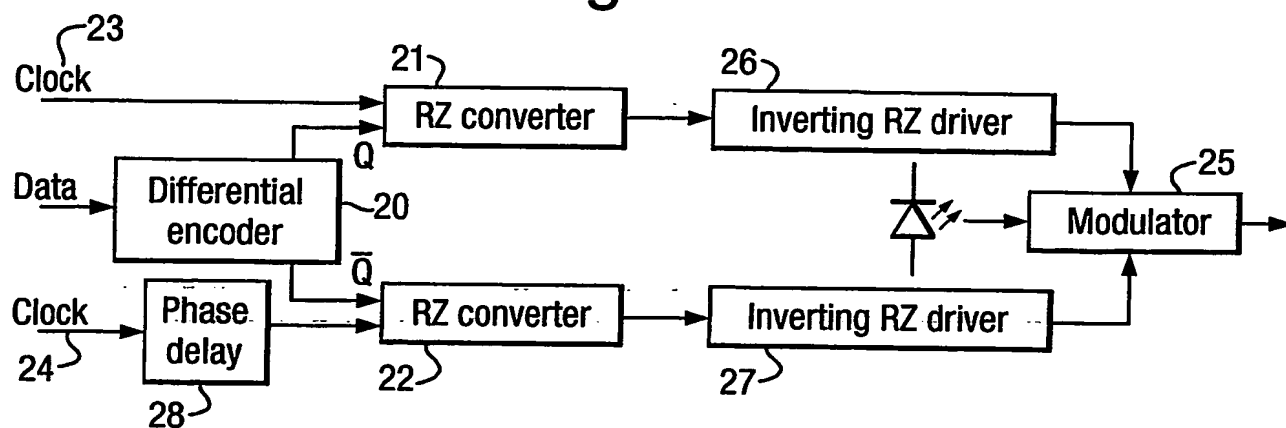 23
Clock
21
RZ converter
26
Inverting RZ driver
Q
25
Modulator
Data
Differential
encoder
20
Q̅
Clock
24
Phase
delay
28
RZ converter
22
Inverting RZ driver
27